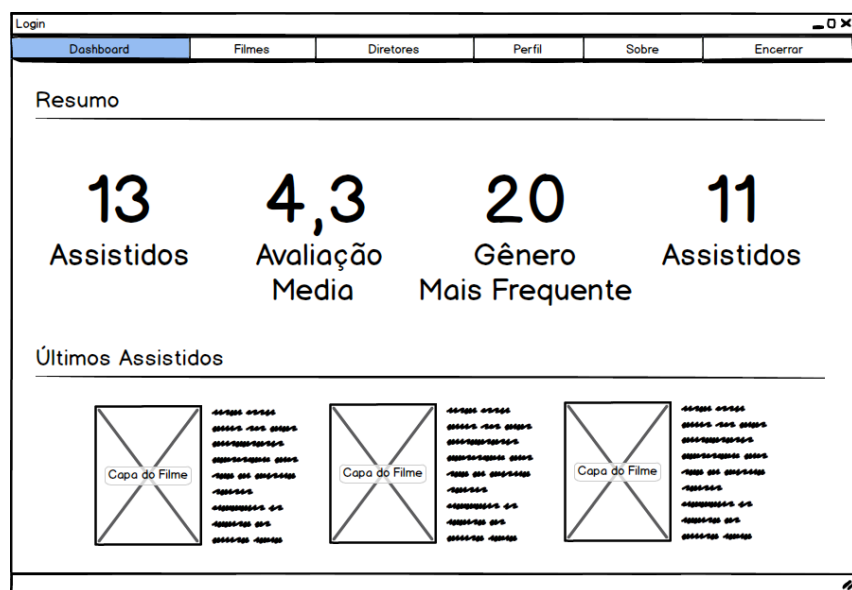 Login
Dashboard Filmes Diretores Perfil Sobre Encerrar
Resumo
13 4,3 20 11
Assistidos Avaliação Gênero Assistidos
Media Mais Frequente
Últimos Assistidos
Capa do Filme Capa do Filme Capa do Filme